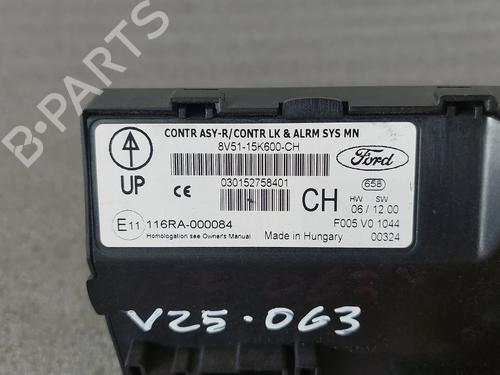 CONTR ASY-R/CONTR LK & ALRM SYS MN
8V51-15K600-CH
Ford
UP
CE
030152758401
CH
658
HW SW
06 / 12 00
E11 116RA-000084
F005 V0 1044
Homologation see Owner's Manual
Made in Hungary
00324
V25-063
B-PARTS